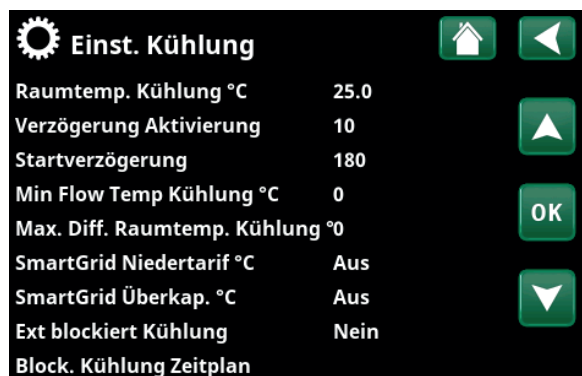 Einst. Kühlung
Raumtemp. Kühlung °C 25.0
Verzögerung Aktivierung 10
Startverzögerung 180
Min Flow Temp Kühlung °C 0
Max. Diff. Raumtemp. Kühlung °0
OK
SmartGrid Niedertarif °C Aus
SmartGrid Überkap. °C Aus
Ext blockiert Kühlung Nein
Block. Kühlung Zeitplan